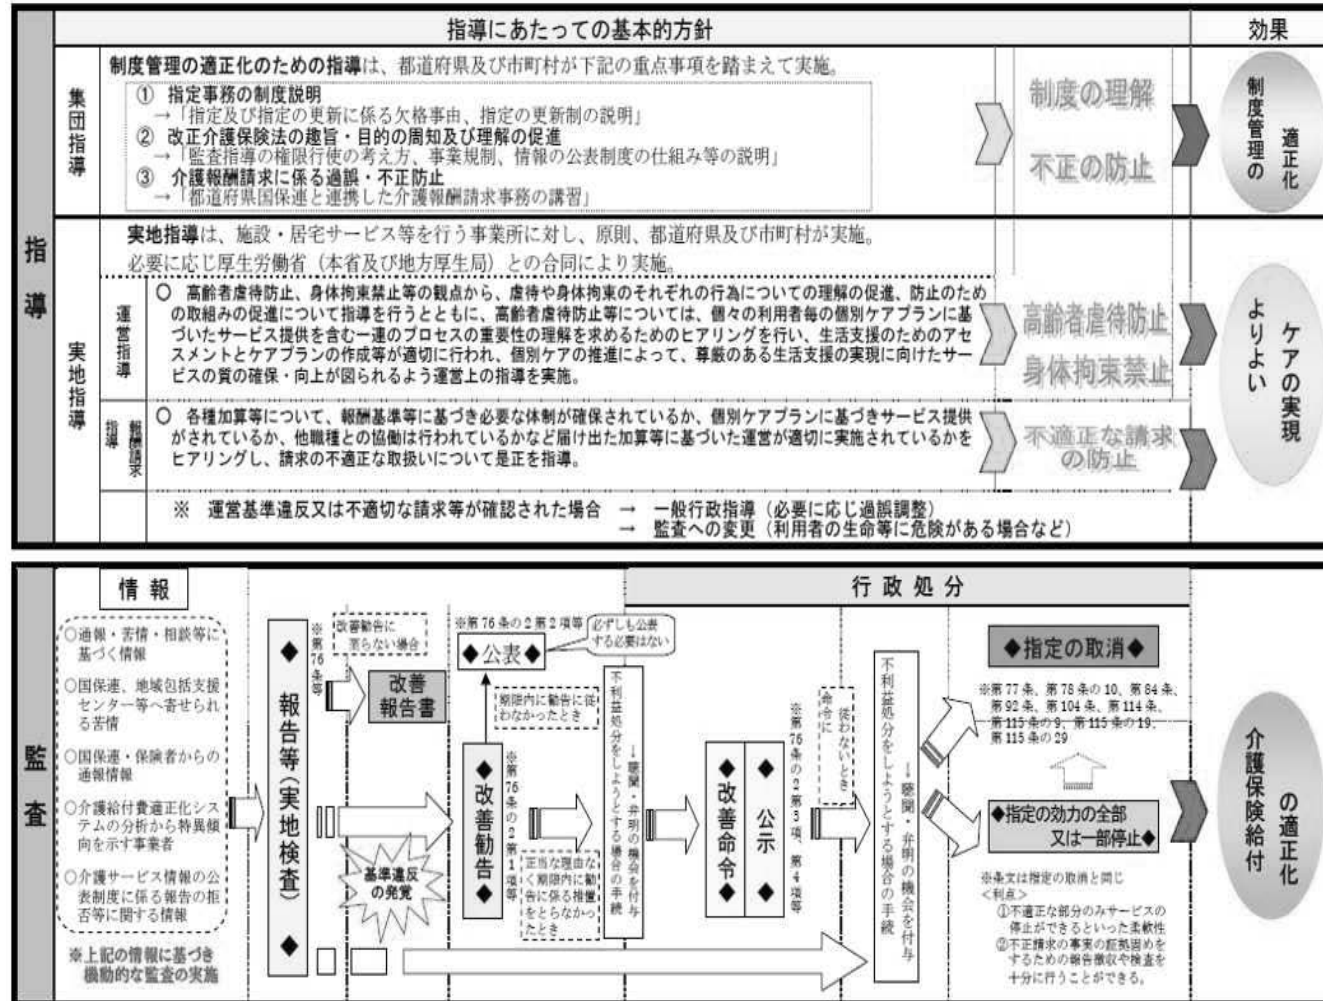 指導にあたっての基本的方針
効果
指導
集団指導
制度管理の適正化のための指導は、都道府県及び市町村が下記の重点事項を踏まえて実施。
① 指定事務の制度説明
→「指定及び指定の更新に係る欠格事由、指定の更新制の説明」
② 改正介護保険法の趣旨・目的の周知及び理解の促進
→「監査指導の権限行使の考え方、事業規制、情報の公表制度の仕組み等の説明」
③ 介護報酬請求に係る過誤・不正防止
→「都道府県国保連と連携した介護報酬請求事務の講習」
制度の理解
不正の防止
制度管理の
適正化
実地指導
実地指導は、施設・居宅サービス等を行う事業所に対し、原則、都道府県及び市町村が実施。
必要に応じ厚生労働省（本省及び地方厚生局）との合同により実施。
運営指導
○ 高齢者虐待防止、身体拘束禁止等の観点から、虐待や身体拘束のそれぞれの行為についての理解の促進、防止のため
の取組みの促進について指導を行うとともに、高齢者虐待防止等については、個々の利用者毎の個別ケアプランに基
づいたサービス提供を含む一連のプロセスの重要性の理解を求めるためのヒアリングを行い、生活支援のためのアセ
スメントとケアプランの作成等が適切に行われ、個別ケアの推進によって、尊厳のある生活支援の実現に向けたサー
ビスの質の確保・向上が図られるよう運営上の指導を実施。
高齢者虐待防止
身体拘束禁止
よりよい
ケアの実現
報酬請求
指導
○ 各種加算等について、報酬基準等に基づき必要な体制が確保されているか、個別ケアプランに基づきサービス提供
がされているか、他職種との協働は行われているかなど届け出た加算等に基づいた運営が適切に実施されているかを
ヒアリングし、請求の不適正な取扱いについて是正を指導。
不適正な請求
の防止
※ 運営基準違反又は不適切な請求等が確認された場合 → 一般行政指導（必要に応じ過誤調整）
→ 監査への変更（利用者の生命等に危険がある場合など）
監査
情報
○通報・苦情・相談等に
基づく情報
○国保連、地域包括支援
センター等へ寄せられ
る苦情
○国保連・保険者からの
通報情報
○介護給付費適正化シス
テムの分析から特異傾
向を示す事業者
○介護サービス情報の公
表制度に係る報告の拒
否等に関する情報
※上記の情報に基づき
機動的な監査の実施
◆報告等（実地検査）◆
※第76条等
改善勧告に
至らない場合
改善
報告書
基準違反
の発覚
※第76条の2第2項等
◆公表◆
必ずしも公表
する必要はない
期限内に勧告に従
わなかったとき
◆改善勧告◆
※第76条の2第1項等
正当な理由な
く期限内に勧
告に係る措置
をとらなかっ
たとき
行政処分
不利益処分をしようとする場合の手続
→聴聞・弁明の機会を付与
◆改善命令◆
◆公示◆
※第76条の2第3項、第4項等
命令に
従わないとき
不利益処分をしようとする場合の手続
→聴聞・弁明の機会を付与
◆指定の取消◆
※第77条、第78条の10、第84条、
第92条、第104条、第114条、
第115条の9、第115条の19、
第115条の29
◆指定の効力の全部
又は一部停止◆
※条文は指定の取消と同じ
＜利点＞
①不適正な部分のみサービスの
停止ができるといった柔軟性
②不正請求の事実の証拠固めを
するための報告徴収や検査を
十分に行うことができる。
介護保険給付
の適正化